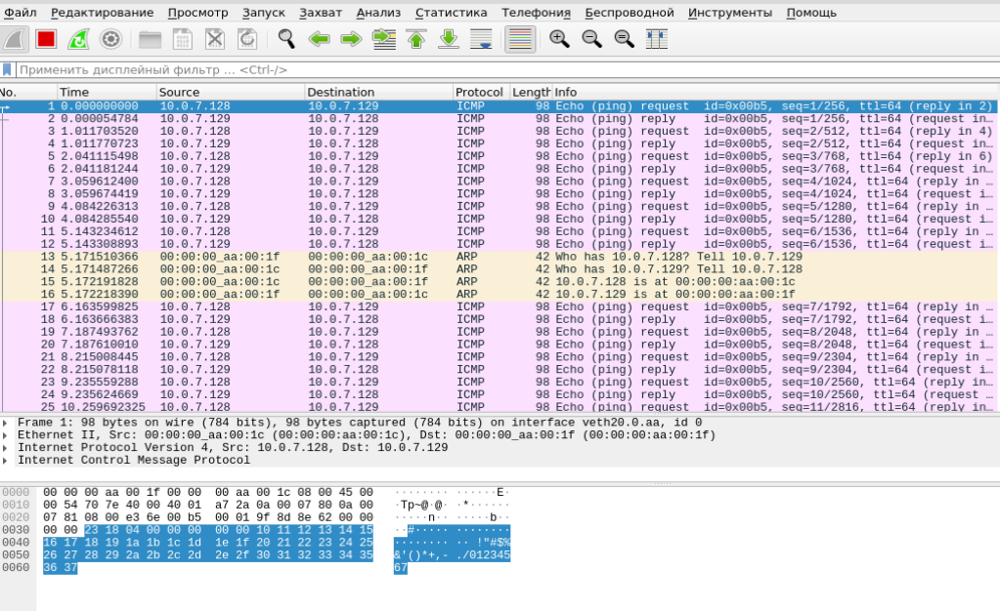 Файл Редактирование Просмотр Запуск Захват Анализ Статистика Телефония Беспроводной Инструменты Помощь
Применить дисплейный фильтр … <Ctrl-/>
No. Time Source Destination Protocol Length Info
1 0.000000000 10.0.7.128 10.0.7.129 ICMP 98 Echo (ping) request id=0x00b5, seq=1/256, ttl=64 (reply in 2)
2 0.000054784 10.0.7.129 10.0.7.128 ICMP 98 Echo (ping) reply id=0x00b5, seq=1/256, ttl=64 (request in…
3 1.011703520 10.0.7.128 10.0.7.129 ICMP 98 Echo (ping) request id=0x00b5, seq=2/512, ttl=64 (reply in 4)
4 1.011770723 10.0.7.129 10.0.7.128 ICMP 98 Echo (ping) reply id=0x00b5, seq=2/512, ttl=64 (request in…
5 2.041115498 10.0.7.128 10.0.7.129 ICMP 98 Echo (ping) request id=0x00b5, seq=3/768, ttl=64 (reply in 6)
6 2.041181244 10.0.7.129 10.0.7.128 ICMP 98 Echo (ping) reply id=0x00b5, seq=3/768, ttl=64 (request in…
7 3.059612400 10.0.7.128 10.0.7.129 ICMP 98 Echo (ping) request id=0x00b5, seq=4/1024, ttl=64 (reply in …
8 3.059674419 10.0.7.129 10.0.7.128 ICMP 98 Echo (ping) reply id=0x00b5, seq=4/1024, ttl=64 (request i…
9 4.084226313 10.0.7.128 10.0.7.129 ICMP 98 Echo (ping) request id=0x00b5, seq=5/1280, ttl=64 (reply in …
10 4.084285540 10.0.7.129 10.0.7.128 ICMP 98 Echo (ping) reply id=0x00b5, seq=5/1280, ttl=64 (request i…
11 5.143234612 10.0.7.128 10.0.7.129 ICMP 98 Echo (ping) request id=0x00b5, seq=6/1536, ttl=64 (reply in …
12 5.143308893 10.0.7.129 10.0.7.128 ICMP 98 Echo (ping) reply id=0x00b5, seq=6/1536, ttl=64 (request i…
13 5.171510366 00:00:00_aa:00:1f 00:00:00_aa:00:1c ARP 42 Who has 10.0.7.128? Tell 10.0.7.129
14 5.171487266 00:00:00_aa:00:1c 00:00:00_aa:00:1f ARP 42 Who has 10.0.7.129? Tell 10.0.7.128
15 5.172191828 00:00:00_aa:00:1c 00:00:00_aa:00:1f ARP 42 10.0.7.128 is at 00:00:00:aa:00:1c
16 5.172218390 00:00:00_aa:00:1f 00:00:00_aa:00:1c ARP 42 10.0.7.129 is at 00:00:00:aa:00:1f
17 6.163599825 10.0.7.128 10.0.7.129 ICMP 98 Echo (ping) request id=0x00b5, seq=7/1792, ttl=64 (reply in …
18 6.163666383 10.0.7.129 10.0.7.128 ICMP 98 Echo (ping) reply id=0x00b5, seq=7/1792, ttl=64 (request i…
19 7.187493762 10.0.7.128 10.0.7.129 ICMP 98 Echo (ping) request id=0x00b5, seq=8/2048, ttl=64 (reply in …
20 7.187610010 10.0.7.129 10.0.7.128 ICMP 98 Echo (ping) reply id=0x00b5, seq=8/2048, ttl=64 (request i…
21 8.215008445 10.0.7.128 10.0.7.129 ICMP 98 Echo (ping) request id=0x00b5, seq=9/2304, ttl=64 (reply in …
22 8.215078118 10.0.7.129 10.0.7.128 ICMP 98 Echo (ping) reply id=0x00b5, seq=9/2304, ttl=64 (request i…
23 9.235559288 10.0.7.128 10.0.7.129 ICMP 98 Echo (ping) request id=0x00b5, seq=10/2560, ttl=64 (reply in…
24 9.235624669 10.0.7.129 10.0.7.128 ICMP 98 Echo (ping) reply id=0x00b5, seq=10/2560, ttl=64 (request …
25 10.259692325 10.0.7.128 10.0.7.129 ICMP 98 Echo (ping) request id=0x00b5, seq=11/2816, ttl=64 (reply in…
Frame 1: 98 bytes on wire (784 bits), 98 bytes captured (784 bits) on interface veth20.0.aa, id 0
Ethernet II, Src: 00:00:00_aa:00:1c (00:00:00:aa:00:1c), Dst: 00:00:00_aa:00:1f (00:00:00:aa:00:1f)
Internet Protocol Version 4, Src: 10.0.7.128, Dst: 10.0.7.129
Internet Control Message Protocol
0000 00 00 00 aa 00 1f 00 00 00 aa 00 1c 08 00 45 00 ········ ······E·
0010 00 54 70 7e 40 00 40 01 a7 2a 0a 00 07 80 0a 00 ·Tp~@·@· ·*······
0020 07 81 08 00 e3 6e 00 b5 00 01 9f 8d 8e 62 00 00 ·····n·· ·····b··
0030 00 00 23 18 04 00 00 00 00 00 10 11 12 13 14 15 ··#····· ········
0040 16 17 18 19 1a 1b 1c 1d 1e 1f 20 21 22 23 24 25 ········ ·· !"#$%
0050 26 27 28 29 2a 2b 2c 2d 2e 2f 30 31 32 33 34 35 &'()*+,- ./012345
0060 36 37 67